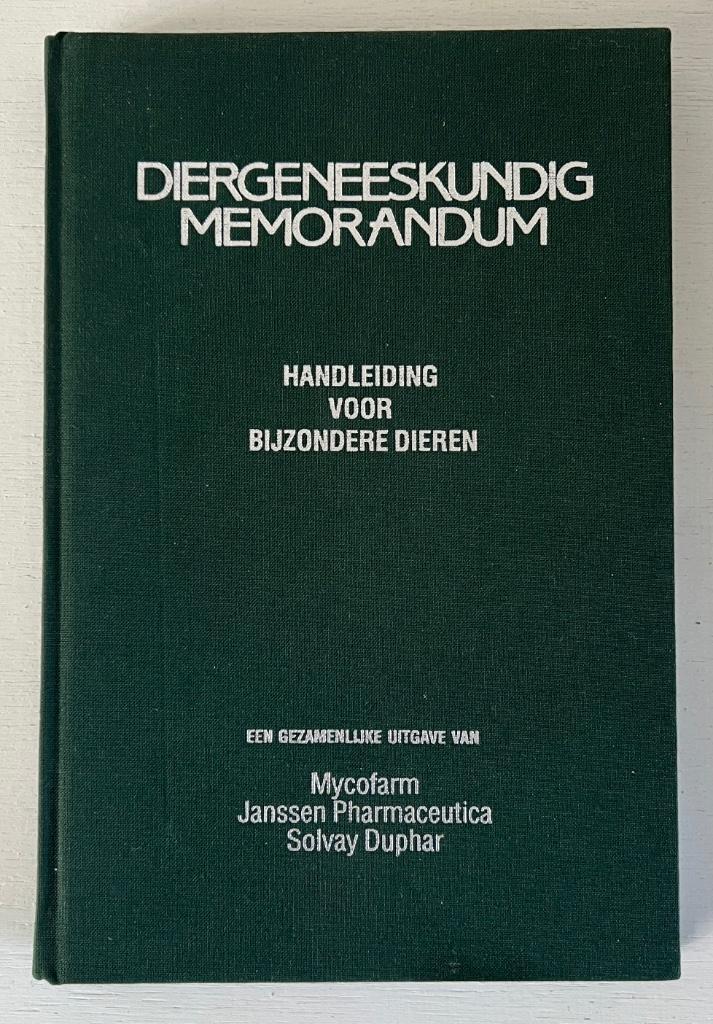 DIERGENEESKUNDIG
MEMORANDUM
HANDLEIDING
VOOR
BIJZONDERE DIEREN
EEN GEZAMENLIJKE UITGAVE VAN
Mycofarm
Janssen Pharmaceutica
Solvay Duphar